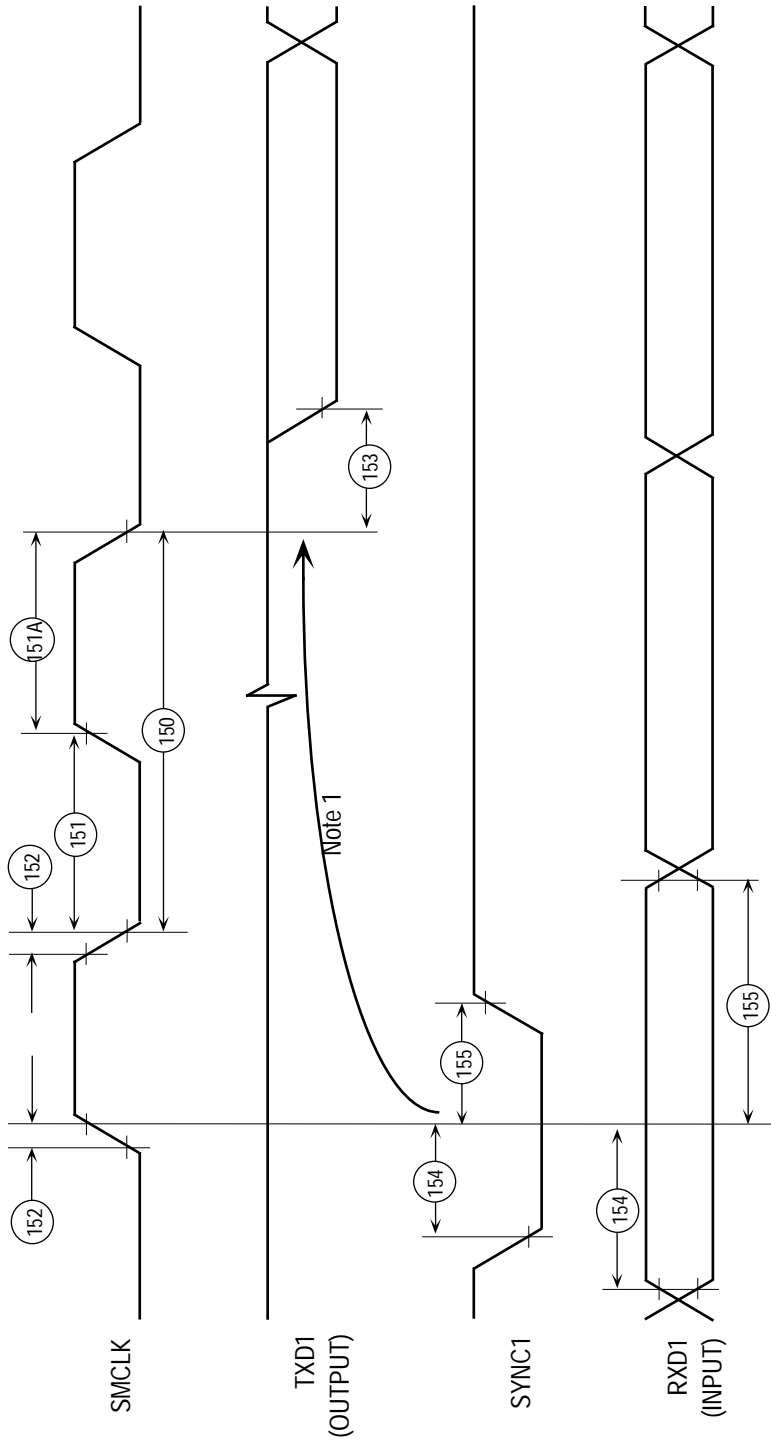 SMCLK
152
152
151
151A
150
TXD1
(OUTPUT)
Note 1
153
SYNC1
154
155
RXD1
(INPUT)
154
155